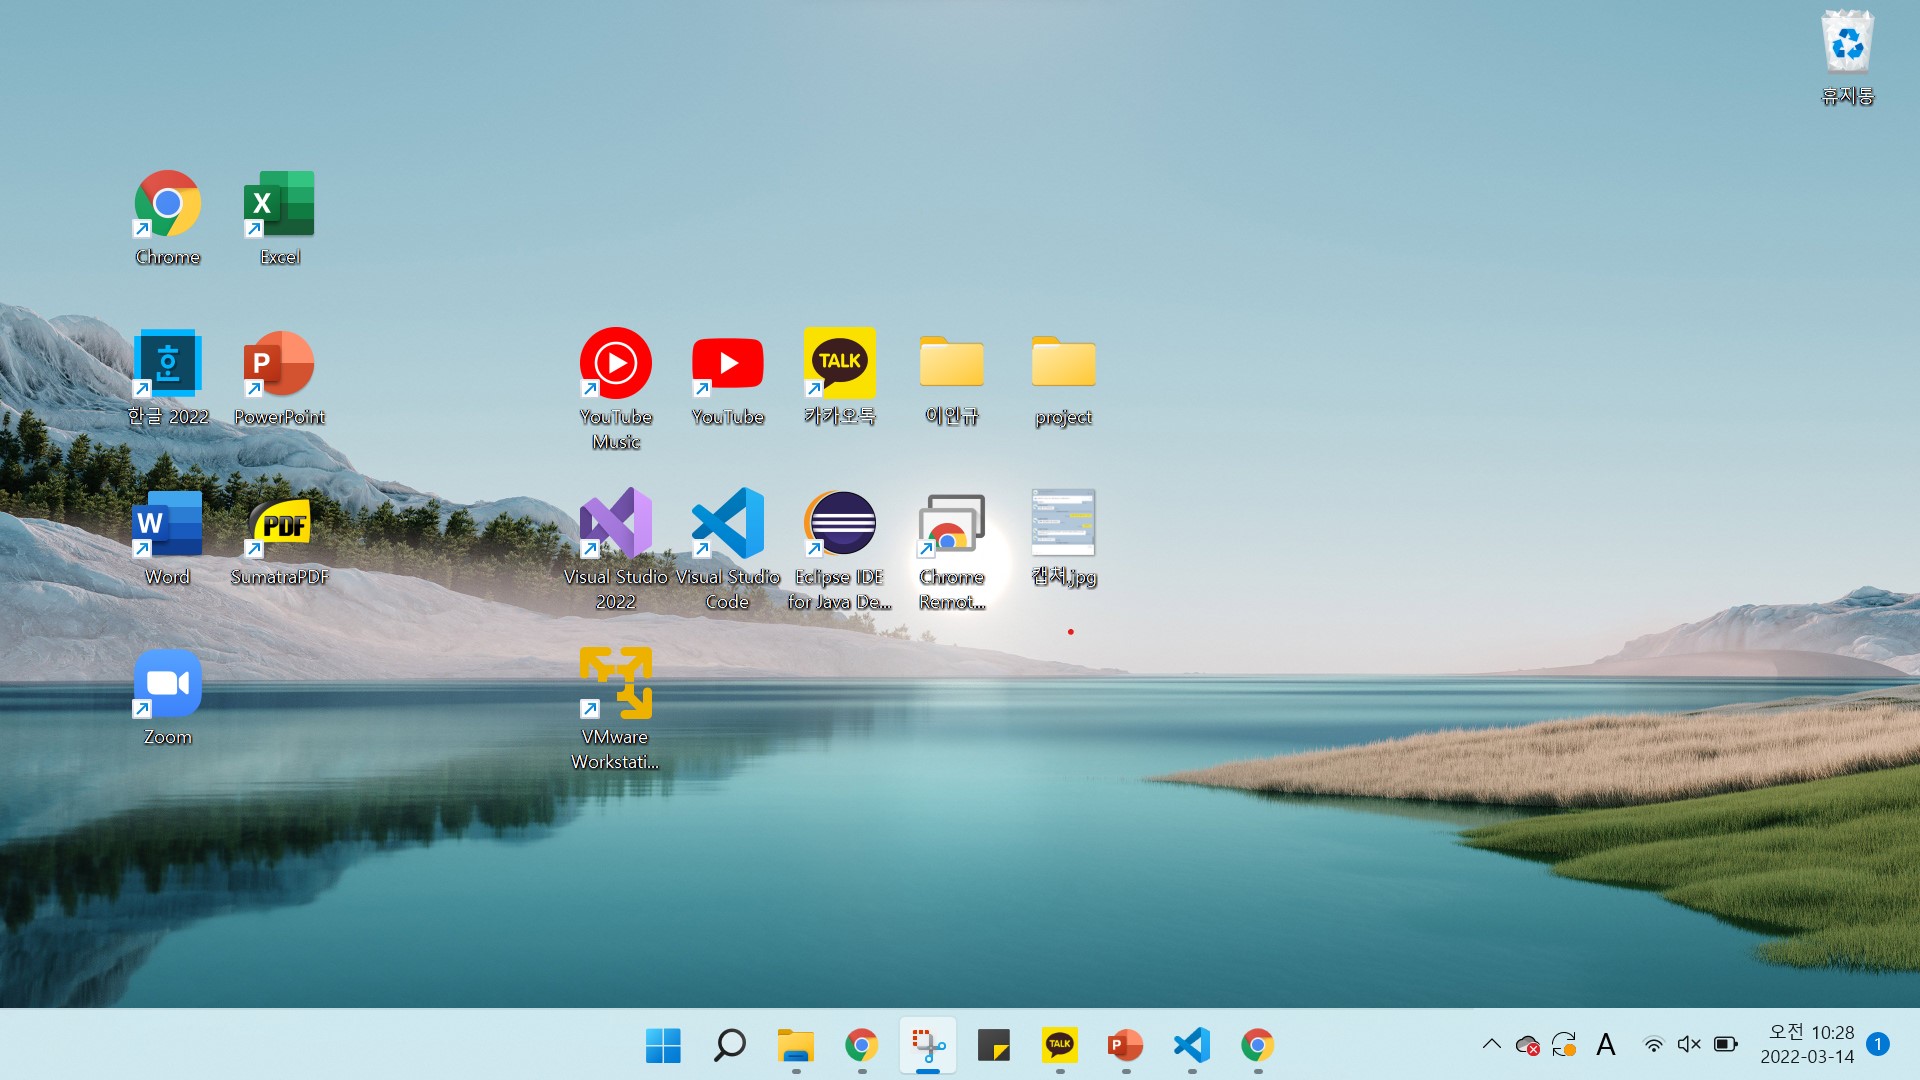 휴지통
Chrome
Excel
한글 2022
PowerPoint
YouTube
Music
YouTube
TALK
카카오톡
이인규
project
Word
SumatraPDF
PDF
Visual Studio
2022
Visual Studio
Code
Eclipse IDE
for Java De...
Chrome
Remot...
캡쳐.jpg
Zoom
VMware
Workstati...
TALK
A
오전 10:28
2022-03-14
1